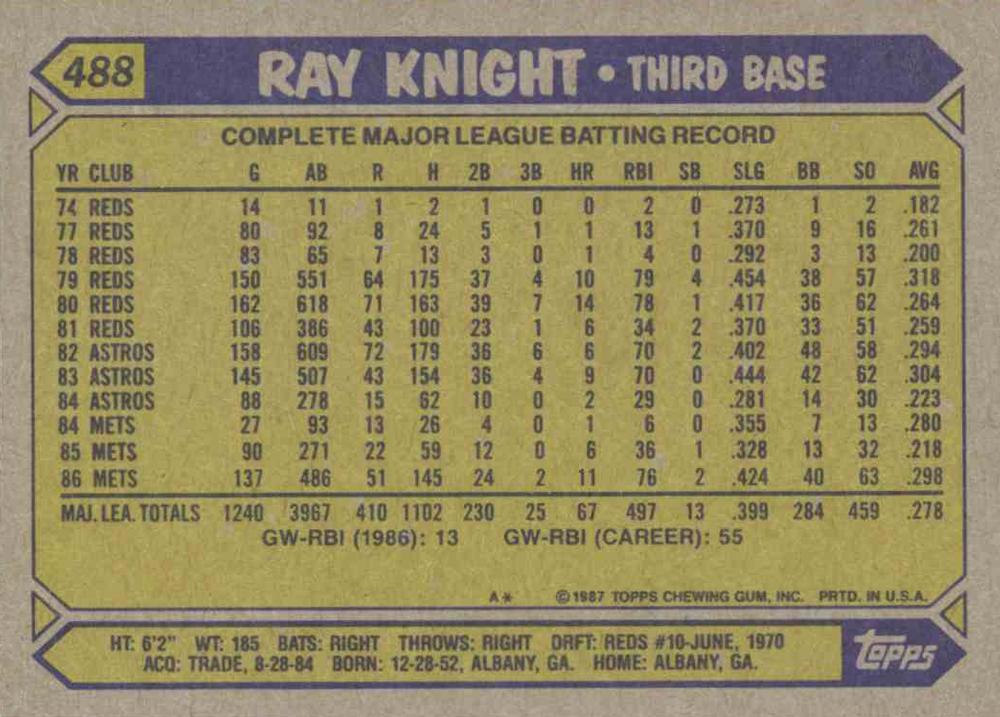 488 RAY KNIGHT • THIRD BASE
COMPLETE MAJOR LEAGUE BATTING RECORD
YR CLUB G AB R H 2B 3B HR RBI SB SLG BB SO AVG
74 REDS 14 11 1 2 1 0 0 2 0 .273 1 2 .182
77 REDS 80 92 8 24 5 1 1 13 1 .370 9 16 .261
78 REDS 83 65 7 13 3 0 1 4 0 .292 3 13 .200
79 REDS 150 551 64 175 37 4 10 79 4 .454 38 57 .318
80 REDS 162 618 71 163 39 7 14 78 1 .417 36 62 .264
81 REDS 106 386 43 100 23 1 6 34 2 .370 33 51 .259
82 ASTROS 158 609 72 179 36 6 6 70 2 .402 48 58 .294
83 ASTROS 145 507 43 154 36 4 9 70 0 .444 42 62 .304
84 ASTROS 88 278 15 62 10 0 2 29 0 .281 14 30 .223
84 METS 27 93 13 26 4 0 1 6 0 .355 7 13 .280
85 METS 90 271 22 59 12 0 6 36 1 .328 13 32 .218
86 METS 137 486 51 145 24 2 11 76 2 .424 40 63 .298
MAJ. LEA. TOTALS 1240 3967 410 1102 230 25 67 497 13 .399 284 459 .278
GW-RBI (1986): 13 GW-RBI (CAREER): 55
A* © 1987 TOPPS CHEWING GUM, INC. PRTD. IN U.S.A.
HT: 6'2" WT: 185 BATS: RIGHT THROWS: RIGHT DRFT: REDS #10-JUNE, 1970
ACQ: TRADE, 8-28-84 BORN: 12-28-52, ALBANY, GA. HOME: ALBANY, GA.
topps